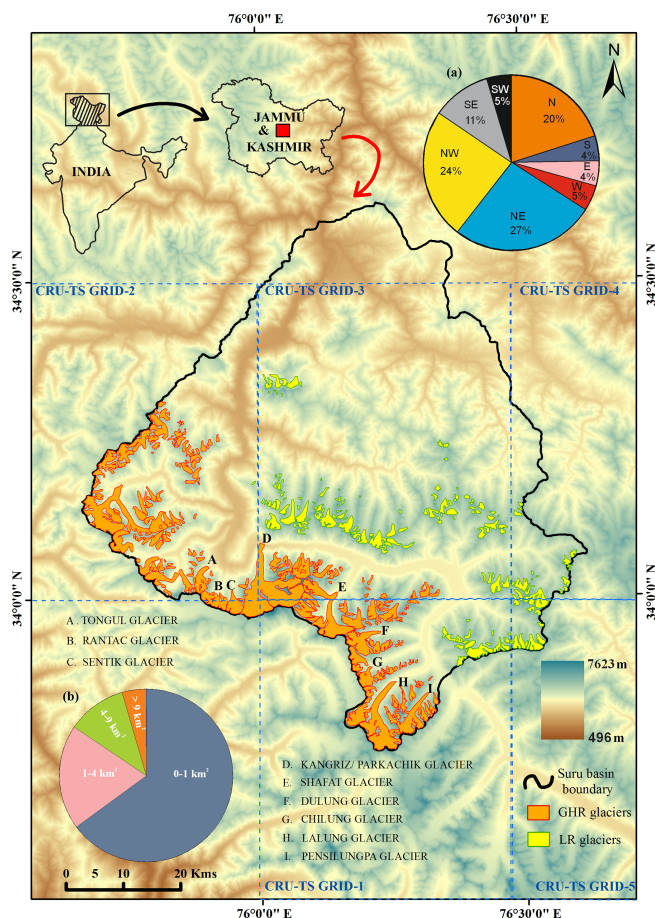 76°0'0" E
76°30'0" E
N
(a)
SW
5%
N
20%
SE
11%
S
4%
E
4%
W
5%
NW
24%
NE
27%
JAMMU
&
KASHMIR
INDIA
34°30'0" N
34°30'0" N
CRU-TS GRID-2
CRU-TS GRID-3
CRU-TS GRID-4
D
A
B
C
E
34°0'0" N
34°0'0" N
F
G
H
I
A. TONGUL GLACIER
B. RANTAC GLACIER
C. SENTIK GLACIER
7623 m
496 m
(b)
> 9 km²
4-9 km²
1-4 km²
0-1 km²
D. KANGRIZ/ PARKACHIK GLACIER
E. SHAFAT GLACIER
F. DULUNG GLACIER
G. CHILUNG GLACIER
H. LALUNG GLACIER
I. PENSILUNGPA GLACIER
Suru basin
boundary
GHR glaciers
LR glaciers
0 5 10 20 Kms
CRU-TS GRID-1
CRU-TS GRID-5
76°0'0" E
76°30'0" E